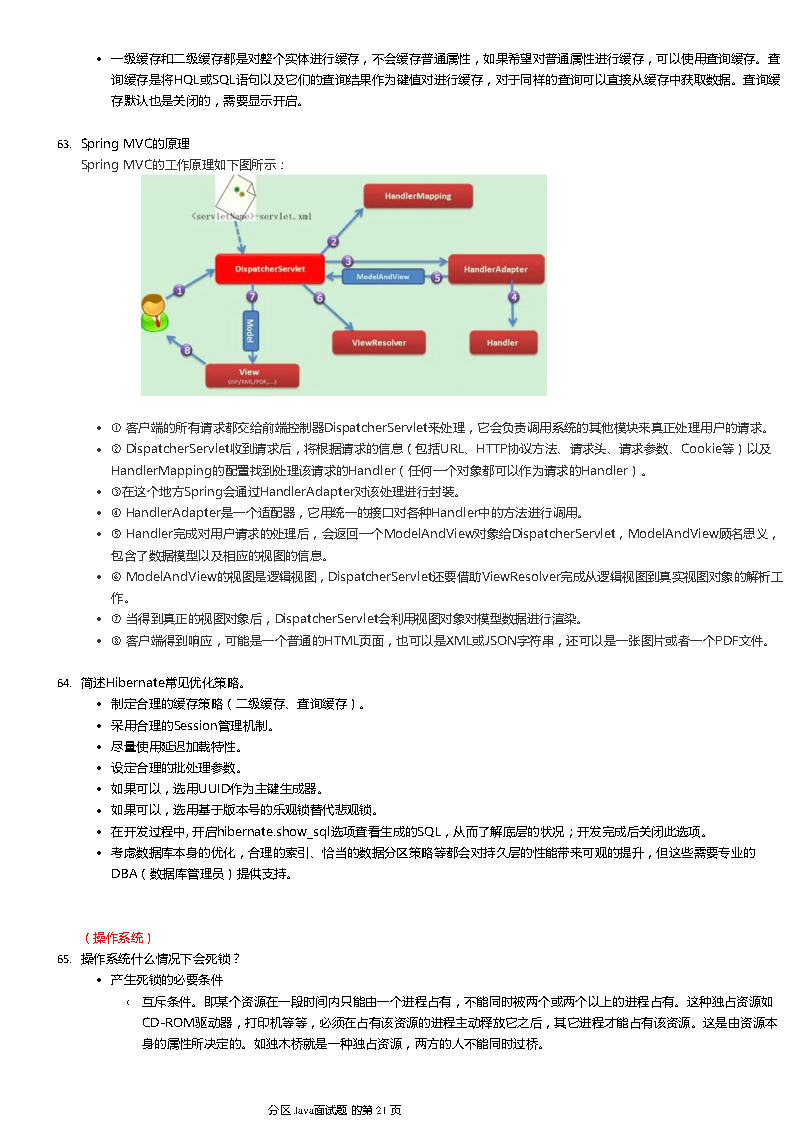 • 一级缓存和二级缓存都是对整个实体进行缓存，不会缓存普通属性，如果希望对普通属性进行缓存，可以使用查询缓存。查
询缓存是将HQL或SQL语句以及它们的查询结果作为键值对进行缓存，对于同样的查询可以直接从缓存中获取数据。查询缓
存默认也是关闭的，需要显示开启。
63. Spring MVC的原理
Spring MVC的工作原理如下图所示：
<servletName>-servlet.xml
HandlerMapping
2
DispatcherServlet
3
ModelAndView
5
HandlerAdapter
1
7
6
4
Model
ViewResolver
Handler
8
View
(JSP/XML/PDF,...)
• ① 客户端的所有请求都交给前端控制器DispatcherServlet来处理，它会负责调用系统的其他模块来真正处理用户的请求。
• ② DispatcherServlet收到请求后，将根据请求的信息（包括URL、HTTP协议方法、请求头、请求参数、Cookie等）以及
HandlerMapping的配置找到处理该请求的Handler（任何一个对象都可以作为请求的Handler）。
• ③在这个地方Spring会通过HandlerAdapter对该处理进行封装。
• ④ HandlerAdapter是一个适配器，它用统一的接口对各种Handler中的方法进行调用。
• ⑤ Handler完成对用户请求的处理后，会返回一个ModelAndView对象给DispatcherServlet，ModelAndView顾名思义，
包含了数据模型以及相应的视图的信息。
• ⑥ ModelAndView的视图是逻辑视图，DispatcherServlet还要借助ViewResolver完成从逻辑视图到真实视图对象的解析工
作。
• ⑦ 当得到真正的视图对象后，DispatcherServlet会利用视图对象对模型数据进行渲染。
• ⑧ 客户端得到响应，可能是一个普通的HTML页面，也可以是XML或JSON字符串，还可以是一张图片或者一个PDF文件。
64. 简述Hibernate常见优化策略。
• 制定合理的缓存策略（二级缓存、查询缓存）。
• 采用合理的Session管理机制。
• 尽量使用延迟加载特性。
• 设定合理的批处理参数。
• 如果可以，选用UUID作为主键生成器。
• 如果可以，选用基于版本号的乐观锁替代悲观锁。
• 在开发过程中, 开启hibernate.show_sql选项查看生成的SQL，从而了解底层的状况；开发完成后关闭此选项。
• 考虑数据库本身的优化，合理的索引、恰当的数据分区策略等都会对持久层的性能带来可观的提升，但这些需要专业的
DBA（数据库管理员）提供支持。
（操作系统）
65. 操作系统什么情况下会死锁？
• 产生死锁的必要条件
‹ 互斥条件。即某个资源在一段时间内只能由一个进程占有，不能同时被两个或两个以上的进程占有。这种独占资源如
CD-ROM驱动器，打印机等等，必须在占有该资源的进程主动释放它之后，其它进程才能占有该资源。这是由资源本
身的属性所决定的。如独木桥就是一种独占资源，两方的人不能同时过桥。
分区 Java面试题 的第 21 页